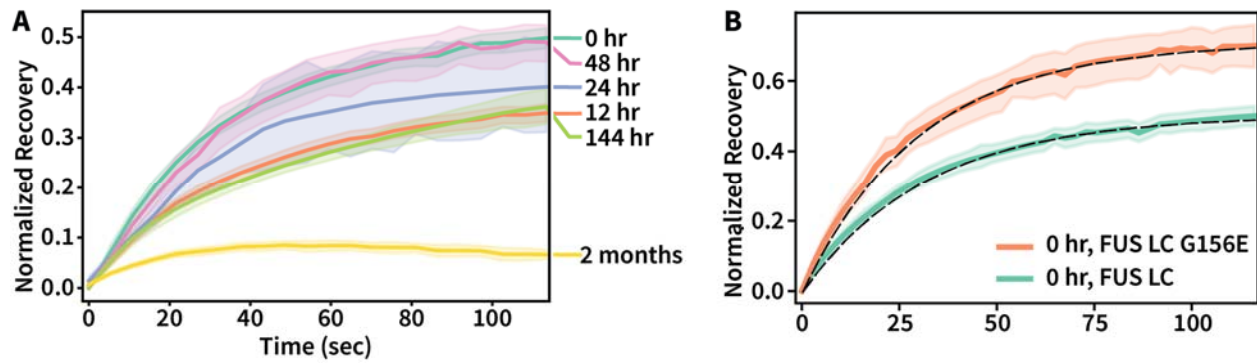 A
Normalized Recovery
0.5
0.4
0.3
0.2
0.1
0.0
0 20 40 60 80 100
Time (sec)
0 hr
48 hr
24 hr
12 hr
144 hr
2 months
B
Normalized Recovery
0.6
0.4
0.2
0.0
0 25 50 75 100
0 hr, FUS LC G156E
0 hr, FUS LC